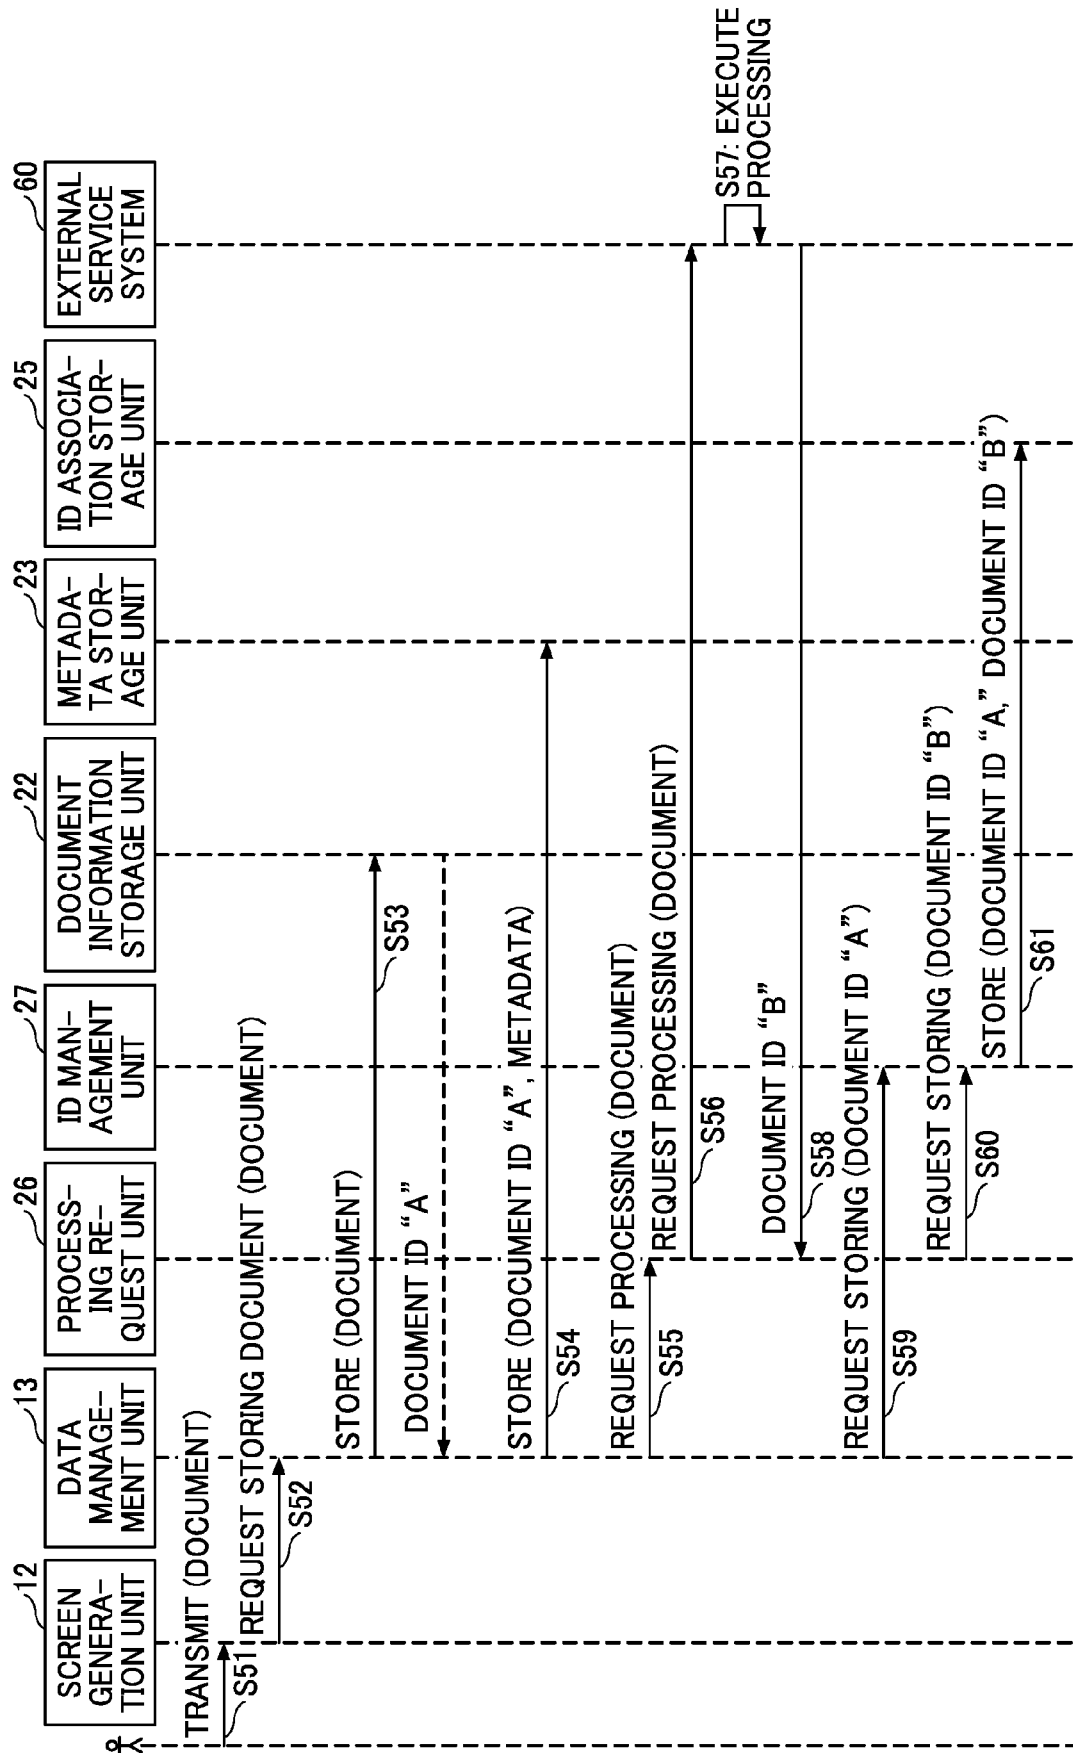 12
SCREEN
GENERA-
TION UNIT
13
DATA
MANAGE-
MENT UNIT
26
PROCESS-
ING RE-
QUEST UNIT
27
ID MAN-
AGEMENT
UNIT
22
DOCUMENT
INFORMATION
STORAGE UNIT
23
METADA-
TA STOR-
AGE UNIT
25
ID ASSOCIA-
TION STOR-
AGE UNIT
60
EXTERNAL
SERVICE
SYSTEM
TRANSMIT (DOCUMENT)
S51
REQUEST STORING DOCUMENT (DOCUMENT)
S52
STORE (DOCUMENT)
S53
DOCUMENT ID “A”
STORE (DOCUMENT ID “A”, METADATA)
S54
REQUEST PROCESSING (DOCUMENT)
S55
REQUEST PROCESSING (DOCUMENT)
S56
S57: EXECUTE
PROCESSING
DOCUMENT ID “B”
S58
REQUEST STORING (DOCUMENT ID “A”)
S59
REQUEST STORING (DOCUMENT ID “B”)
S60
STORE (DOCUMENT ID “A,” DOCUMENT ID “B”)
S61